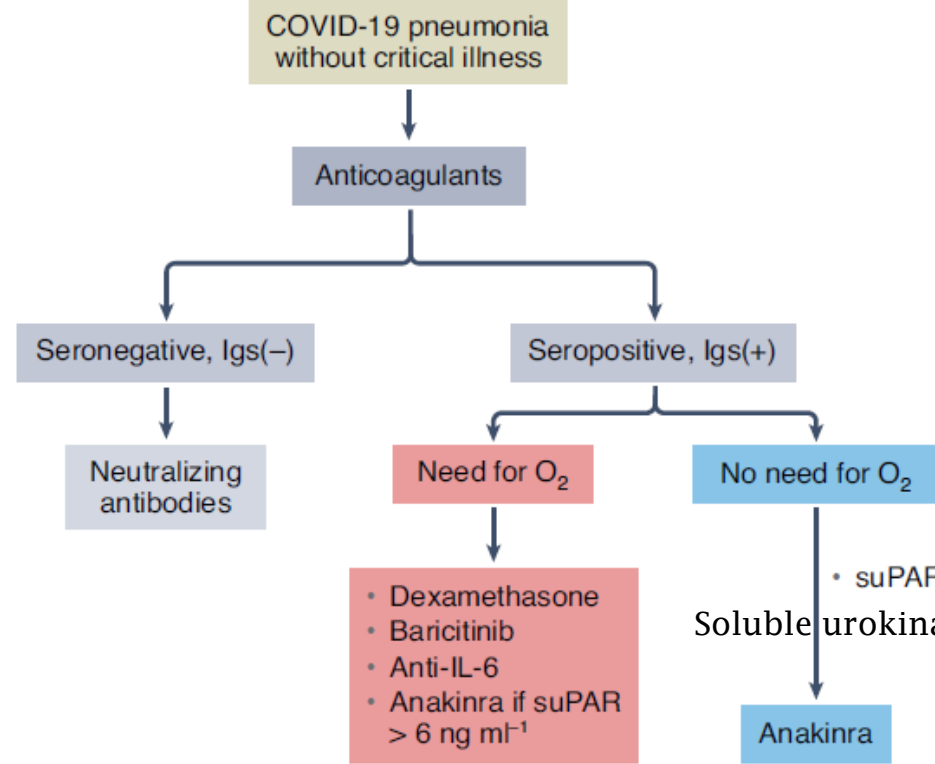 COVID-19 pneumonia
without critical illness
Anticoagulants
Seronegative, Igs(–)
Seropositive, Igs(+)
Neutralizing
antibodies
Need for O₂
No need for O₂
• Dexamethasone
• Baricitinib
• Anti-IL-6
• Anakinra if suPAR
> 6 ng ml⁻¹
• suPAR
Soluble
Anakinra